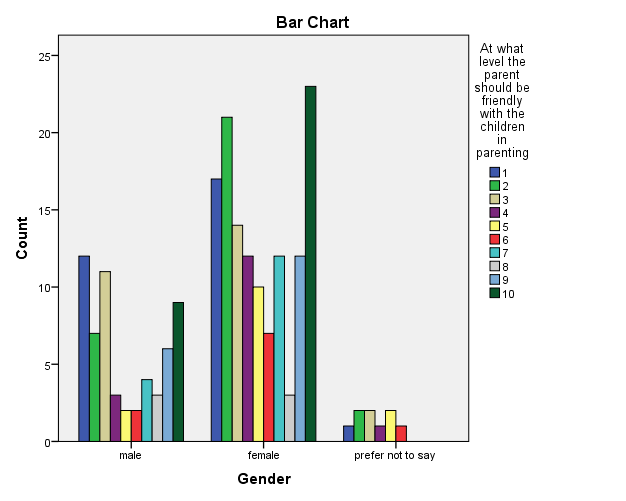 Bar Chart
25
20
15
10
5
0
Count
male
female
prefer not to say
Gender
At what
level the
parent
should be
friendly
with the
children
in
parenting
1
2
3
4
5
6
7
8
9
10